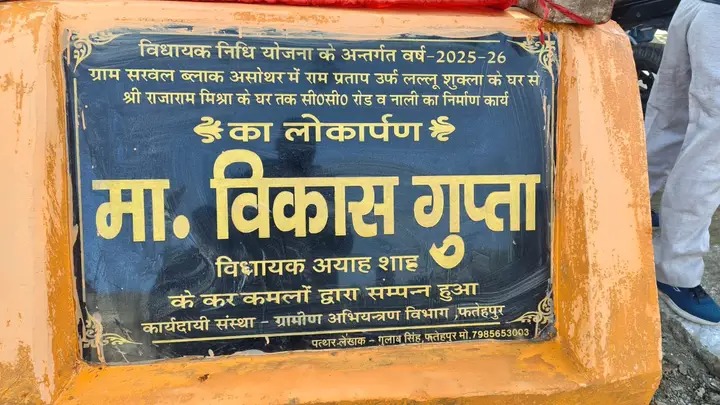 विधायक निधि योजना के अन्तर्गत वर्ष-2025-26
ग्राम सरवल ब्लाक असोथर में राम प्रताप उर्फ लल्लू शुक्ला के घर से
श्री राजाराम मिश्रा के घर तक सी0सी0 रोड व नाली का निर्माण कार्य
का लोकार्पण
मा. विकास गुप्ता
विधायक अयाह शाह
के कर कमलों द्वारा सम्पन्न हुआ
कार्यदायी संस्था - ग्रामीण अभियन्त्रण विभाग ,फतेहपुर
पत्थर लेखाक - गुलाब सिंह,फतेहपुर मो.7985653003